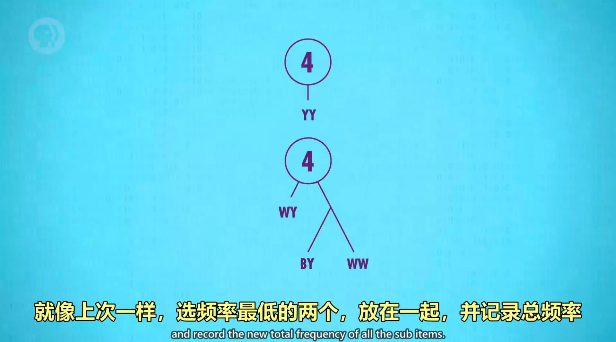 4
YY
4
WY
BY WW
就像上次一样，选频率最低的两个，放在一起，并记录总频率
and record the new total frequency of all the sub items.